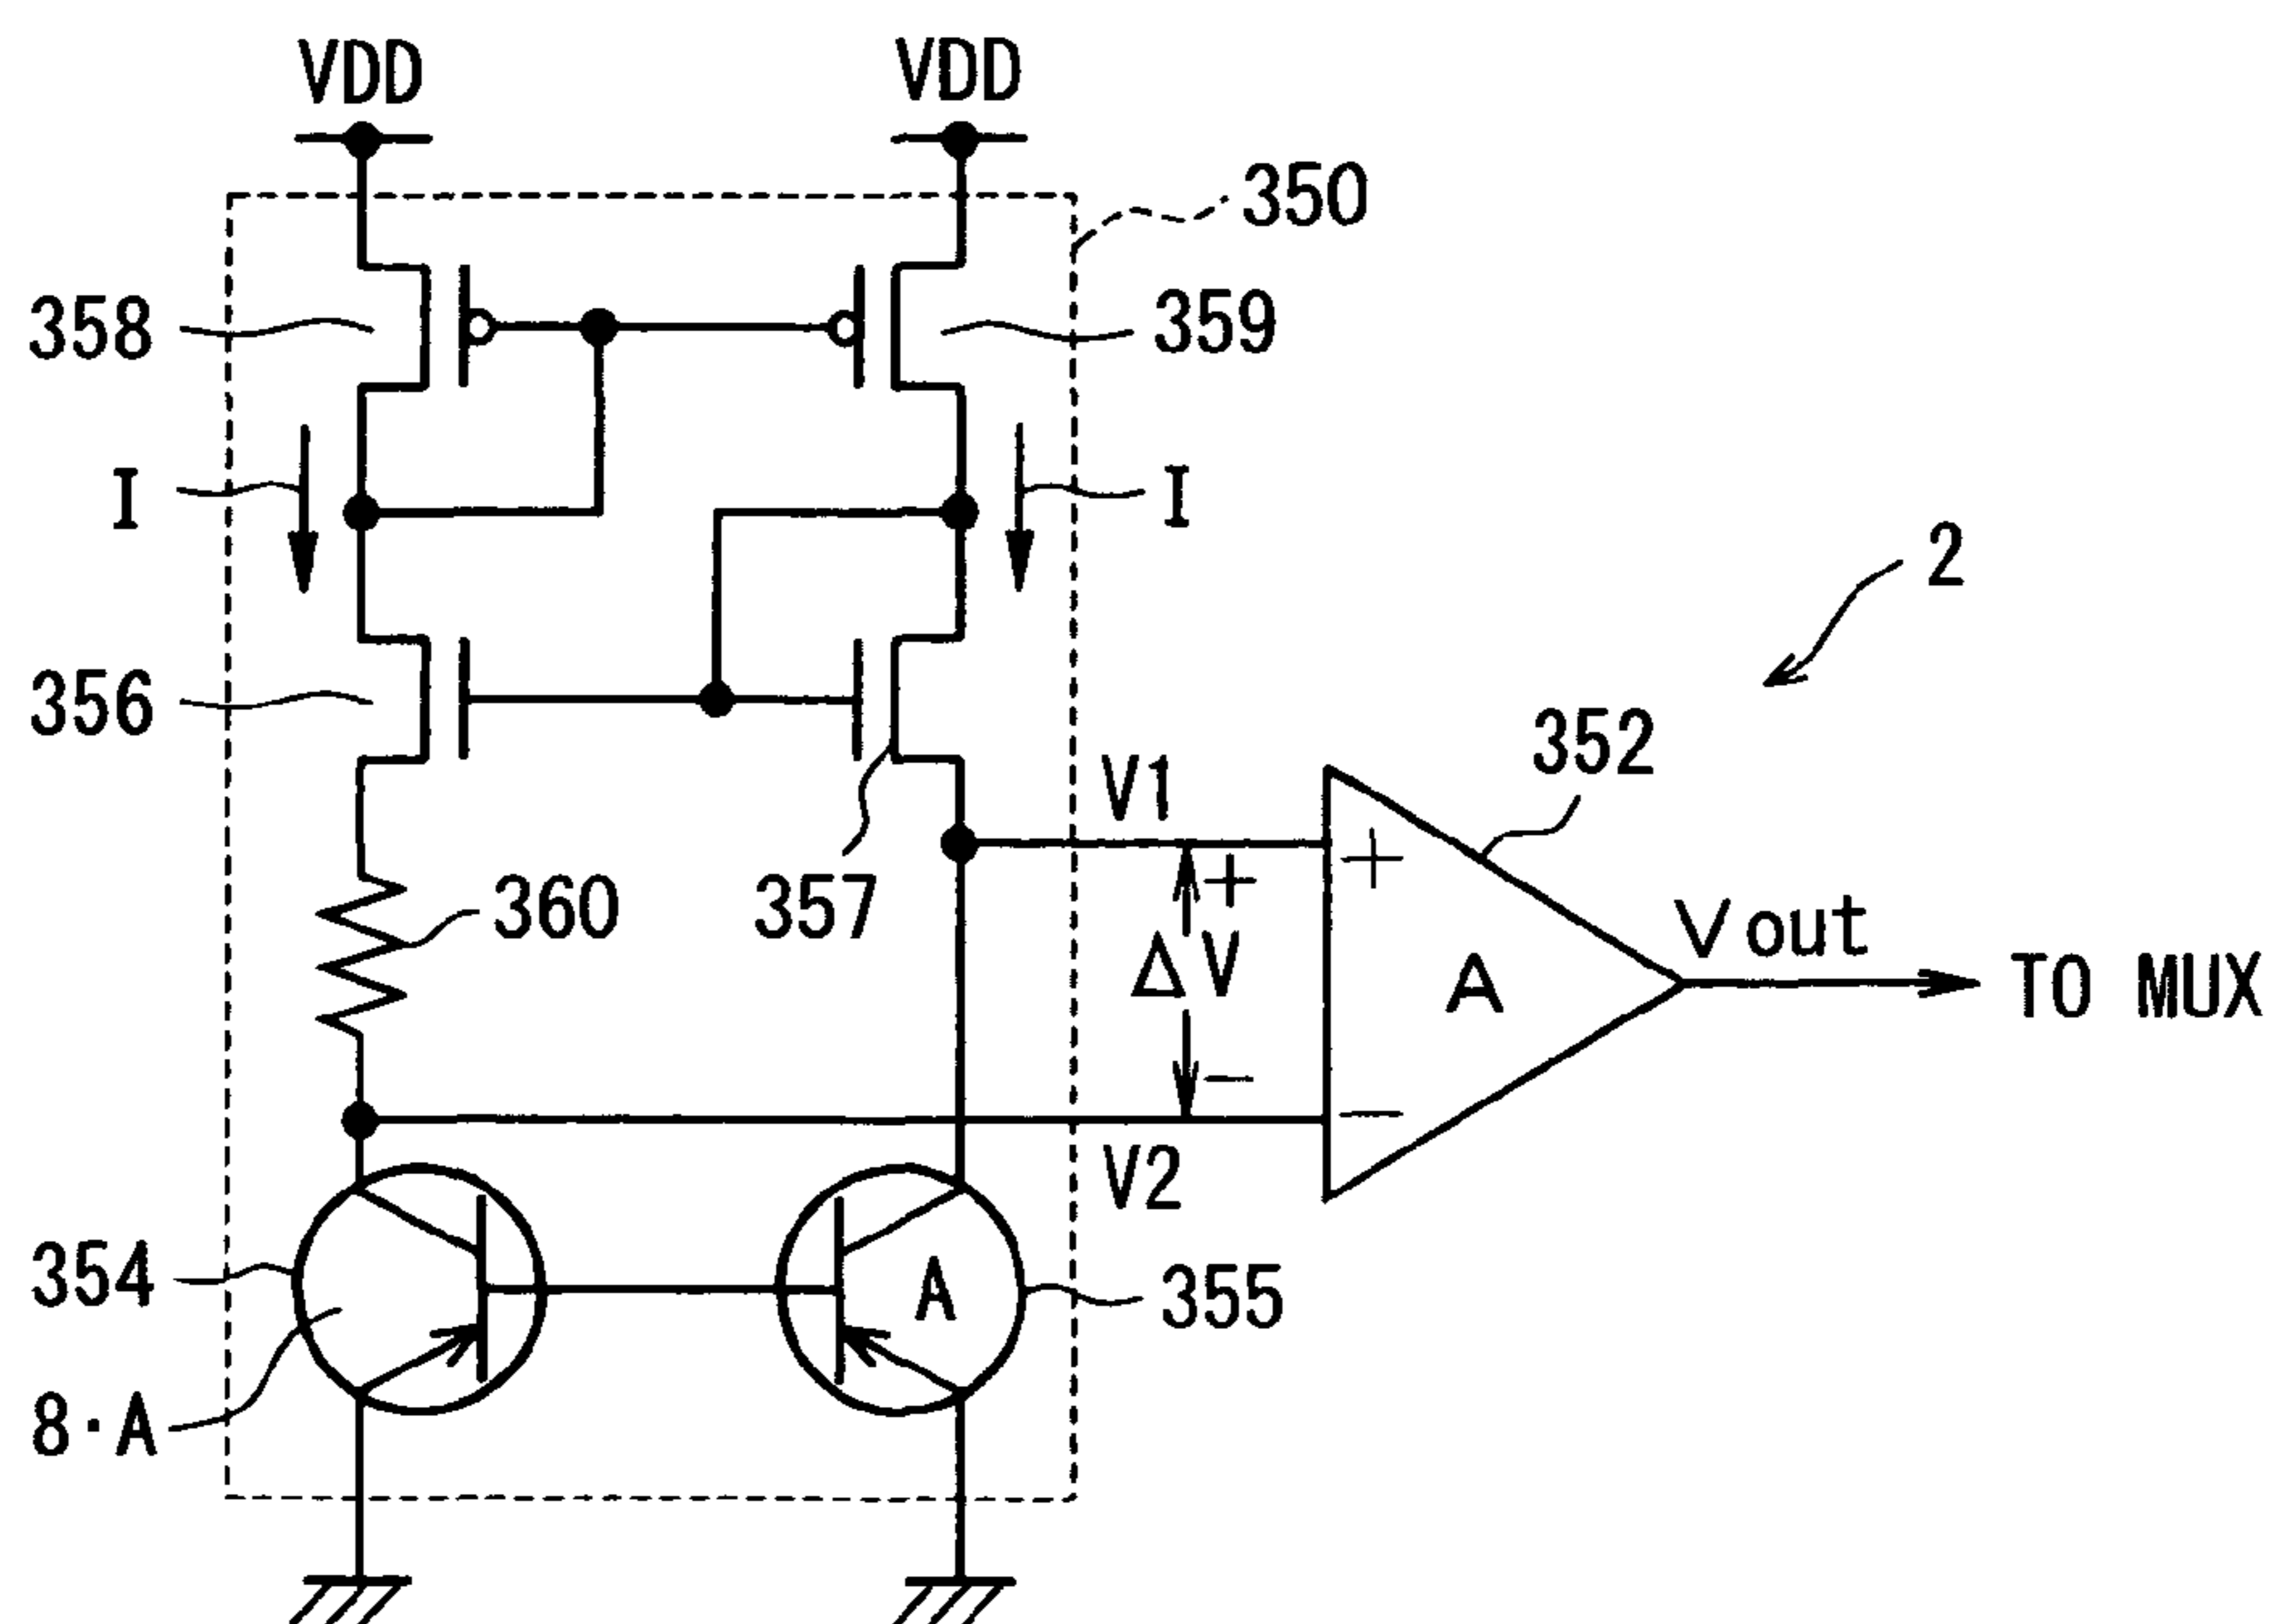 VDD
VDD
350
358
359
I
I
2
356
352
V1
+
+
360
357
ΔV
A
Vout
TO MUX
−
−
V2
354
A
355
8·A